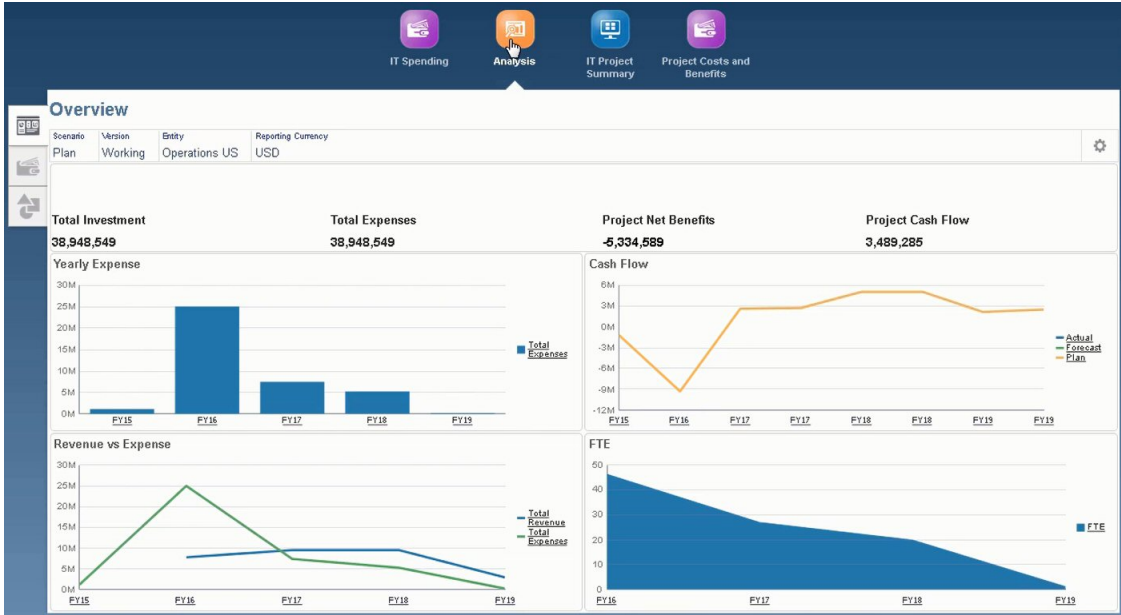 IT Spending
Analysis
IT Project
Summary
Project Costs and
Benefits
Overview
Scenario Version Entity Reporting Currency
Plan Working Operations US USD
Total Investment Total Expenses Project Net Benefits Project Cash Flow
38,948,549 38,948,549 -5,334,589 3,489,285
Yearly Expense
30M
25M
20M
15M
10M
5M
0M
FY15 FY16 FY17 FY18 FY19
Total
Expenses
Cash Flow
6M
3M
0M
-3M
-6M
-9M
-12M
FY15 FY16 FY17 FY17 FY18 FY18 FY19 FY19
Actual
Forecast
Plan
Revenue vs Expense
30M
25M
20M
15M
10M
5M
0M
FY15 FY16 FY17 FY18 FY19
Total
Revenue
Total
Expenses
FTE
50
40
30
20
10
0
FY16 FY17 FY18 FY19
FTE